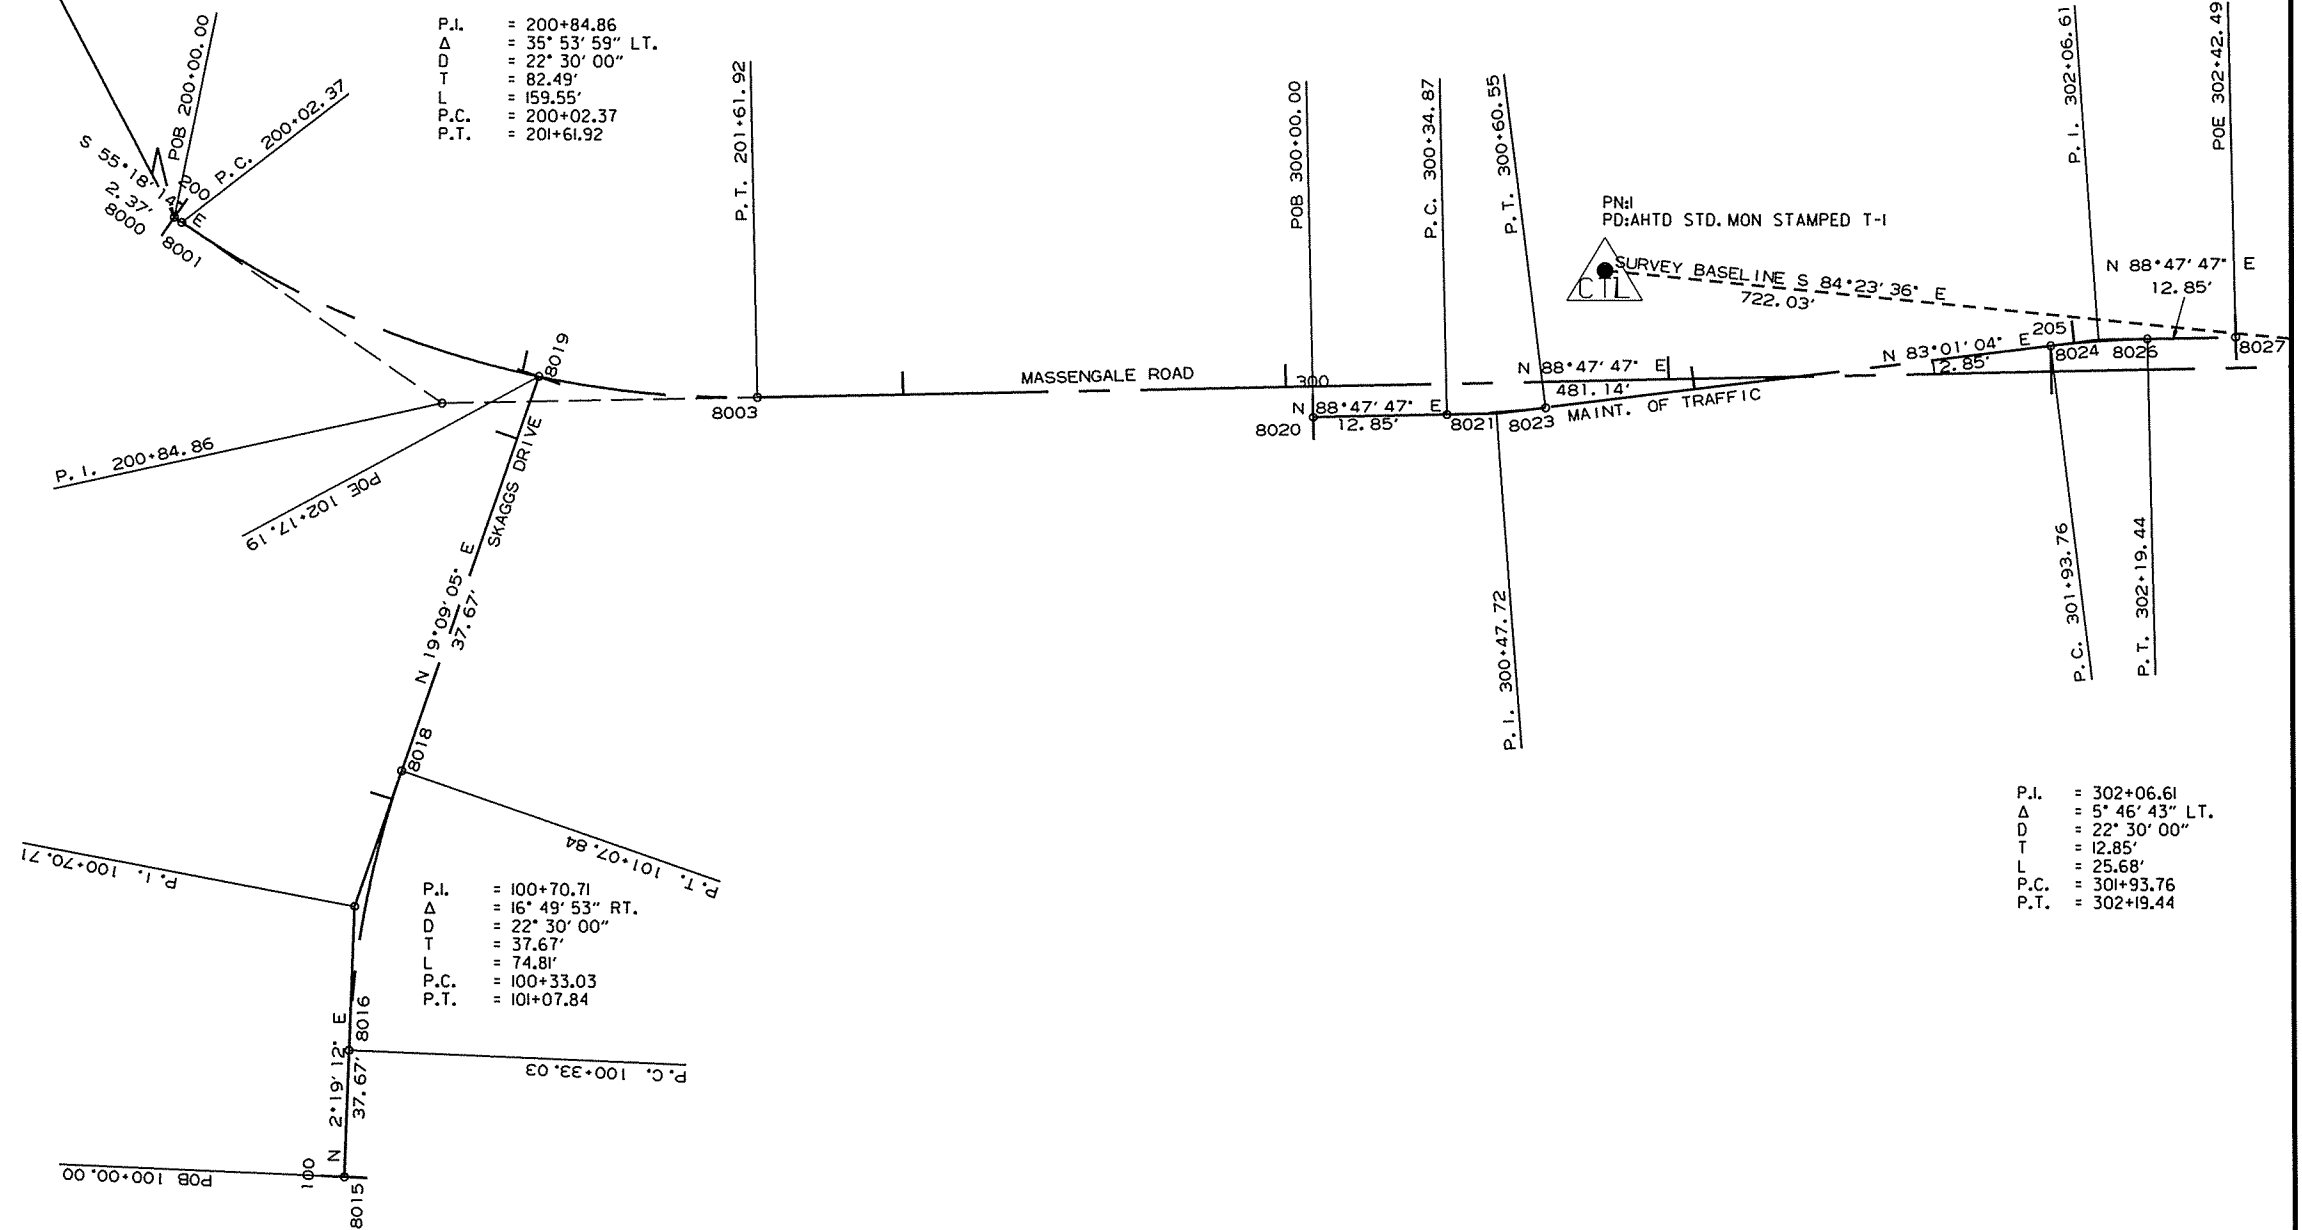 P.I. = 200+84.86
Δ = 35° 53' 59" LT.
D = 22° 30' 00"
T = 82.49'
L = 159.55'
P.C. = 200+02.37
P.T. = 201+61.92
POB 200+00.00
P.C. 200+02.37
S 55°18'14" E
2.37'
200
8000
8001
P.T. 201+61.92
POB 300+00.00
P.C. 300+34.87
P.T. 300+60.55
P.I. 302+06.61
POE 302+42.49
PN:1
PD:AHTD STD. MON STAMPED T-1
CTL
SURVEY BASELINE S 84°23'36" E
722.03'
N 88°47'47" E
12.85'
8019
8003
MASSENGALE ROAD
300
N 88°47'47" E
481.14'
N 83°01'04" E
12.85'
205
8024
8026
8027
N 88°47'47" E
12.85'
8020
8021
8023
MAINT. OF TRAFFIC
P.I. 200+84.86
POE 102+17.19
SKAGGS DRIVE
N 19°09'05" E
37.67'
P.I. 300+47.72
P.C. 301+93.76
P.T. 302+19.44
8018
P.T. 101+07.84
P.I. 100+70.71
P.I. = 100+70.71
Δ = 16° 49' 53" RT.
D = 22° 30' 00"
T = 37.67'
L = 74.81'
P.C. = 100+33.03
P.T. = 101+07.84
P.I. = 302+06.61
Δ = 5° 46' 43" LT.
D = 22° 30' 00"
T = 12.85'
L = 25.68'
P.C. = 301+93.76
P.T. = 302+19.44
8016
P.C. 100+33.03
N 2°19'12" E
37.67'
POB 100+00.00
100
8015